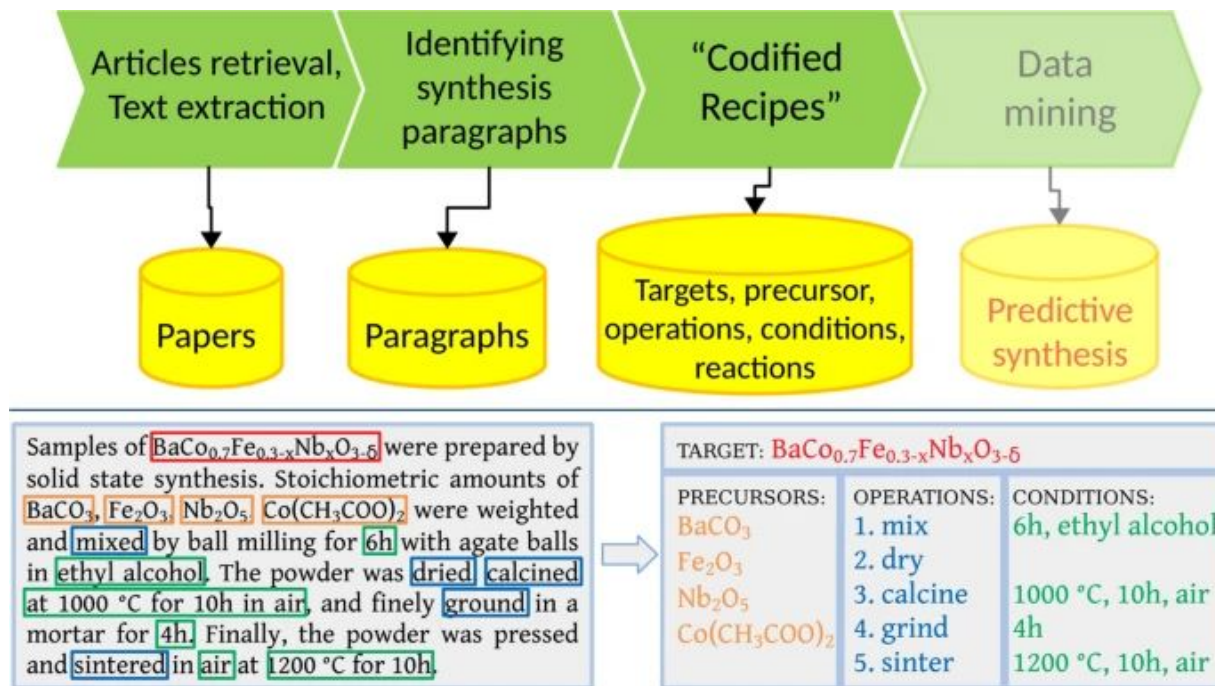 Articles retrieval,
Text extraction
Identifying
synthesis
paragraphs
“Codified
Recipes”
Data
mining
Papers
Paragraphs
Targets, precursor,
operations, conditions,
reactions
Predictive
synthesis
Samples of BaCo₀.₇Fe₀.₃₋ₓNbₓO₃₋δ were prepared by
solid state synthesis. Stoichiometric amounts of
BaCO₃, Fe₂O₃, Nb₂O₅, Co(CH₃COO)₂ were weighted
and mixed by ball milling for 6h with agate balls
in ethyl alcohol. The powder was dried calcined
at 1000 °C for 10h in air, and finely ground in a
mortar for 4h. Finally, the powder was pressed
and sintered in air at 1200 °C for 10h.
TARGET: BaCo₀.₇Fe₀.₃₋ₓNbₓO₃₋δ
PRECURSORS:
BaCO₃
Fe₂O₃
Nb₂O₅
Co(CH₃COO)₂
OPERATIONS:
1. mix
2. dry
3. calcine
4. grind
5. sinter
CONDITIONS:
6h, ethyl alcohol
1000 °C, 10h, air
4h
1200 °C, 10h, air